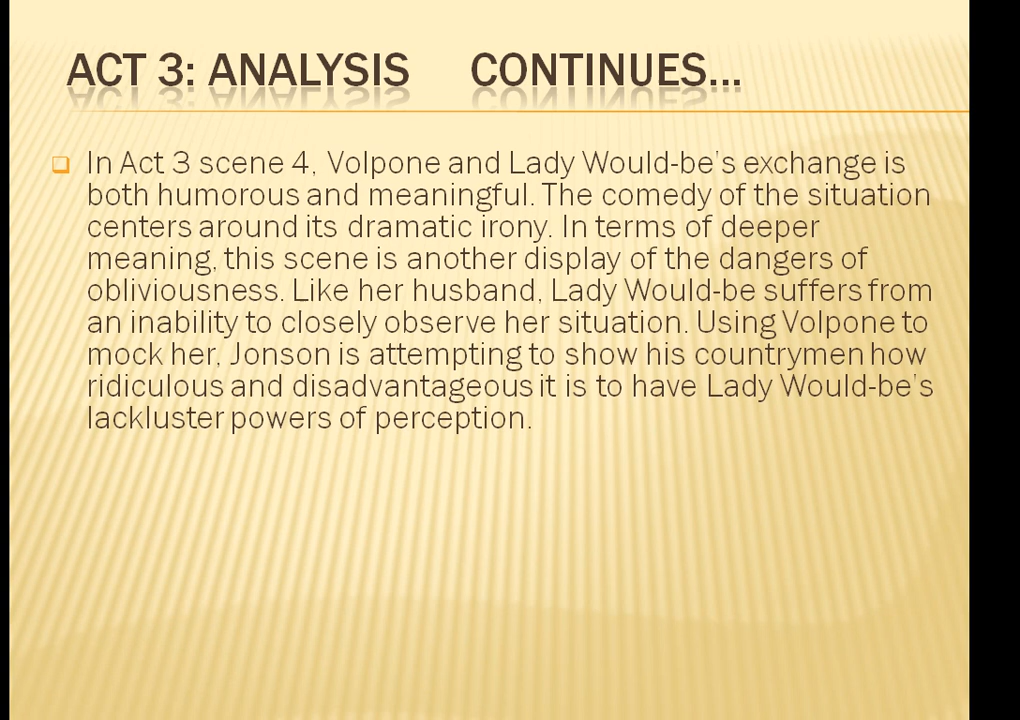 ACT 3: ANALYSIS CONTINUES...
In Act 3 scene 4, Volpone and Lady Would-be's exchange is
both humorous and meaningful. The comedy of the situation
centers around its dramatic irony. In terms of deeper
meaning, this scene is another display of the dangers of
obliviousness. Like her husband, Lady Would-be suffers from
an inability to closely observe her situation. Using Volpone to
mock her, Jonson is attempting to show his countrymen how
ridiculous and disadvantageous it is to have Lady Would-be's
lackluster powers of perception.